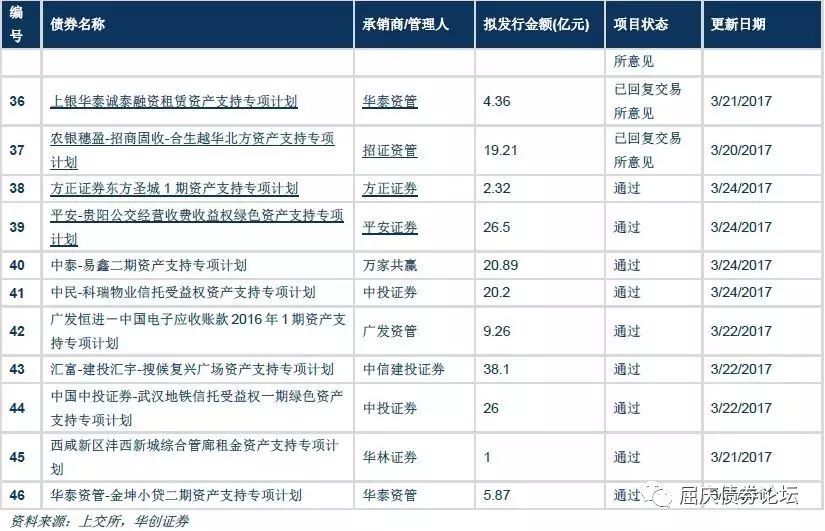 编号 债券名称 承销商/管理人 拟发行金额(亿元) 项目状态 更新日期
所意见
36 上银华泰诚泰融资租赁资产支持专项计划 华泰资管 4.36 已回复交易所意见 3/21/2017
37 农银穗盈-招商固收-合生越华北方资产支持专项计划 招证资管 19.21 已回复交易所意见 3/20/2017
38 方正证券东方圣城1期资产支持专项计划 方正证券 2.32 通过 3/24/2017
39 平安-贵阳公交经营收费收益权绿色资产支持专项计划 平安证券 26.5 通过 3/24/2017
40 中泰-易鑫二期资产支持专项计划 万家共赢 20.89 通过 3/24/2017
41 中民-科瑞物业信托受益权资产支持专项计划 中投证券 20.2 通过 3/24/2017
42 广发恒进－中国电子应收账款2016年1期资产支持专项计划 广发资管 9.26 通过 3/22/2017
43 汇富-建投汇宇-搜候复兴广场资产支持专项计划 中信建投证券 38.1 通过 3/22/2017
44 中国中投证券-武汉地铁信托受益权一期绿色资产支持专项计划 中投证券 26 通过 3/22/2017
45 西咸新区沣西新城综合管廊租金资产支持专项计划 华林证券 1 通过 3/21/2017
46 华泰资管-金坤小贷二期资产支持专项计划 华泰资管 5.87 通过
屈庆债券论坛
资料来源：上交所，华创证券